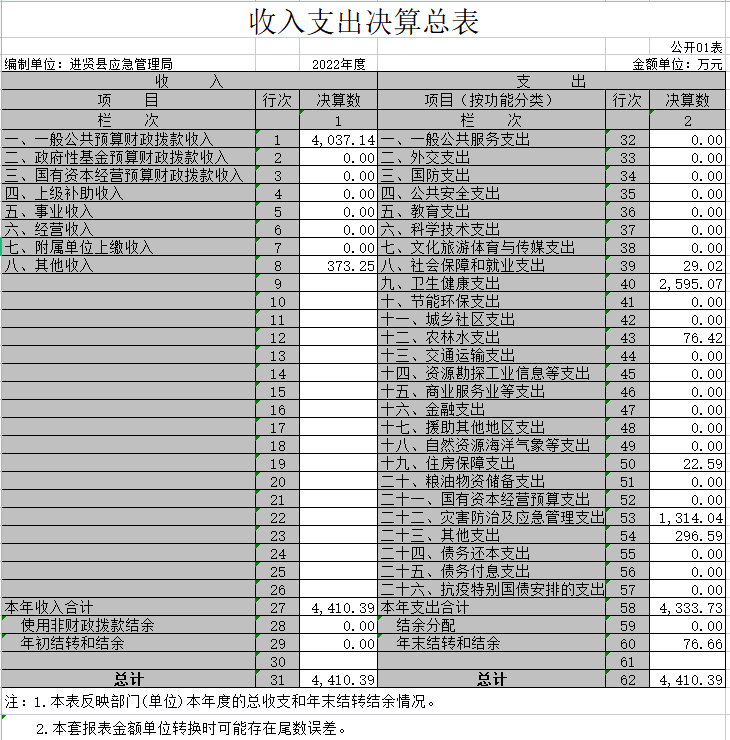 收入支出决算总表
公开01表
编制单位：进贤县应急管理局 2022年度 金额单位：万元
收 入 支 出
项 目 行次 决算数 项目（按功能分类） 行次 决算数
栏 次 1 栏 次 2
一、一般公共预算财政拨款收入 1 4,037.14 一、一般公共服务支出 32 0.00
二、政府性基金预算财政拨款收入 2 0.00 二、外交支出 33 0.00
三、国有资本经营预算财政拨款收入 3 0.00 三、国防支出 34 0.00
四、上级补助收入 4 0.00 四、公共安全支出 35 0.00
五、事业收入 5 0.00 五、教育支出 36 0.00
六、经营收入 6 0.00 六、科学技术支出 37 0.00
七、附属单位上缴收入 7 0.00 七、文化旅游体育与传媒支出 38 0.00
八、其他收入 8 373.25 八、社会保障和就业支出 39 29.02
9 九、卫生健康支出 40 2,595.07
10 十、节能环保支出 41 0.00
11 十一、城乡社区支出 42 0.00
12 十二、农林水支出 43 76.42
13 十三、交通运输支出 44 0.00
14 十四、资源勘探工业信息等支出 45 0.00
15 十五、商业服务业等支出 46 0.00
16 十六、金融支出 47 0.00
17 十七、援助其他地区支出 48 0.00
18 十八、自然资源海洋气象等支出 49 0.00
19 十九、住房保障支出 50 22.59
20 二十、粮油物资储备支出 51 0.00
21 二十一、国有资本经营预算支出 52 0.00
22 二十二、灾害防治及应急管理支出 53 1,314.04
23 二十三、其他支出 54 296.59
24 二十四、债务还本支出 55 0.00
25 二十五、债务付息支出 56 0.00
26 二十六、抗疫特别国债安排的支出 57 0.00
本年收入合计 27 4,410.39 本年支出合计 58 4,333.73
使用非财政拨款结余 28 0.00 结余分配 59 0.00
年初结转和结余 29 0.00 年末结转和结余 60 76.66
30 61
总计 31 4,410.39 总计 62 4,410.39
注：1.本表反映部门(单位)本年度的总收支和年末结转结余情况。
2.本套报表金额单位转换时可能存在尾数误差。